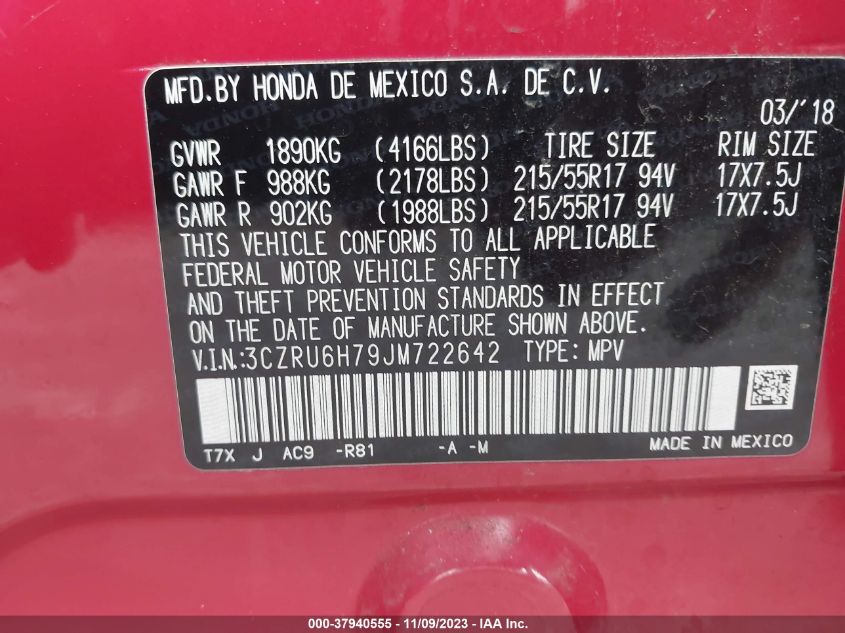 MFD.BY HONDA DE MEXICO S.A. DE C.V.
03/'18
GVWR 1890KG (4166LBS) TIRE SIZE RIM SIZE
GAWR F 988KG (2178LBS) 215/55R17 94V 17X7.5J
GAWR R 902KG (1988LBS) 215/55R17 94V 17X7.5J
THIS VEHICLE CONFORMS TO ALL APPLICABLE
FEDERAL MOTOR VEHICLE SAFETY
AND THEFT PREVENTION STANDARDS IN EFFECT
ON THE DATE OF MANUFACTURE SHOWN ABOVE.
V.I.N.:3CZRU6H79JM722642 TYPE: MPV
T7X J AC9 -R81 -A -M MADE IN MEXICO
000-37940555 - 11/09/2023 - IAA Inc.